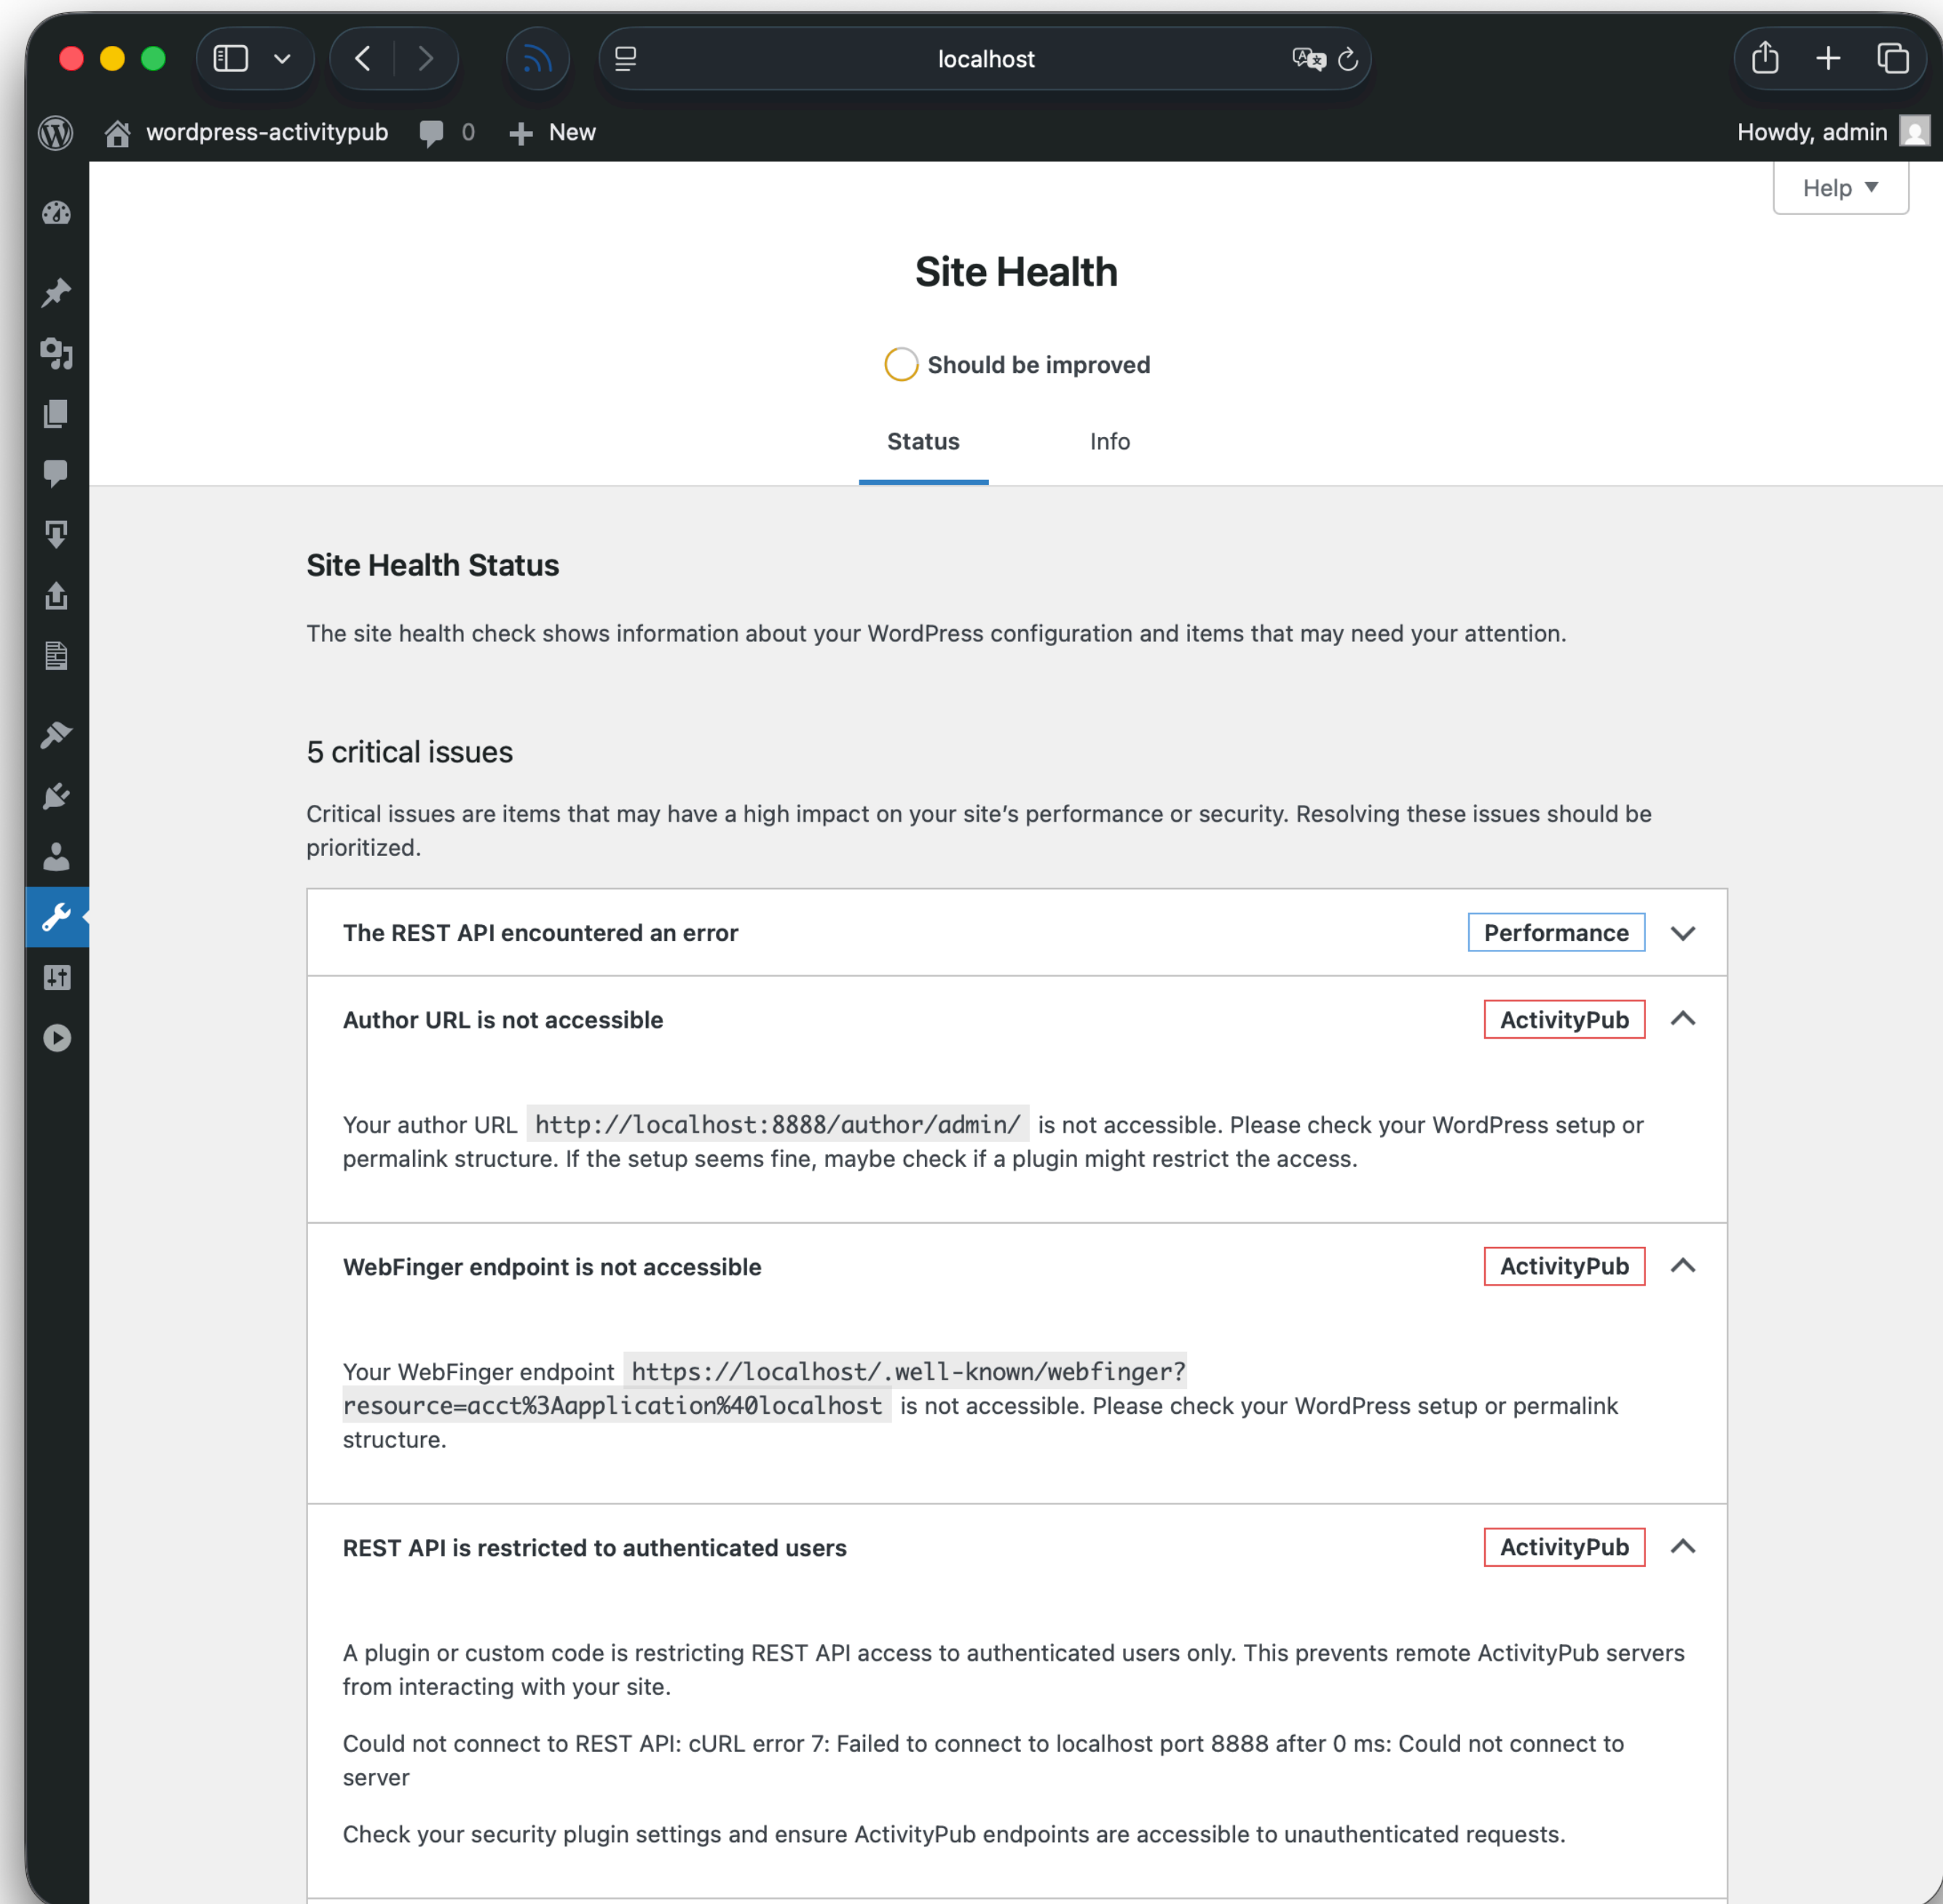 localhost
wordpress-activitypub 0 New
Howdy, admin
Help
Site Health
Should be improved
Status Info
Site Health Status
The site health check shows information about your WordPress configuration and items that may need your attention.
5 critical issues
Critical issues are items that may have a high impact on your site’s performance or security. Resolving these issues should be
prioritized.
The REST API encountered an error Performance
Author URL is not accessible ActivityPub
Your author URL http://localhost:8888/author/admin/ is not accessible. Please check your WordPress setup or
permalink structure. If the setup seems fine, maybe check if a plugin might restrict the access.
WebFinger endpoint is not accessible ActivityPub
Your WebFinger endpoint https://localhost/.well-known/webfinger?
resource=acct%3Aapplication%40localhost is not accessible. Please check your WordPress setup or permalink
structure.
REST API is restricted to authenticated users ActivityPub
A plugin or custom code is restricting REST API access to authenticated users only. This prevents remote ActivityPub servers
from interacting with your site.
Could not connect to REST API: cURL error 7: Failed to connect to localhost port 8888 after 0 ms: Could not connect to
server
Check your security plugin settings and ensure ActivityPub endpoints are accessible to unauthenticated requests.